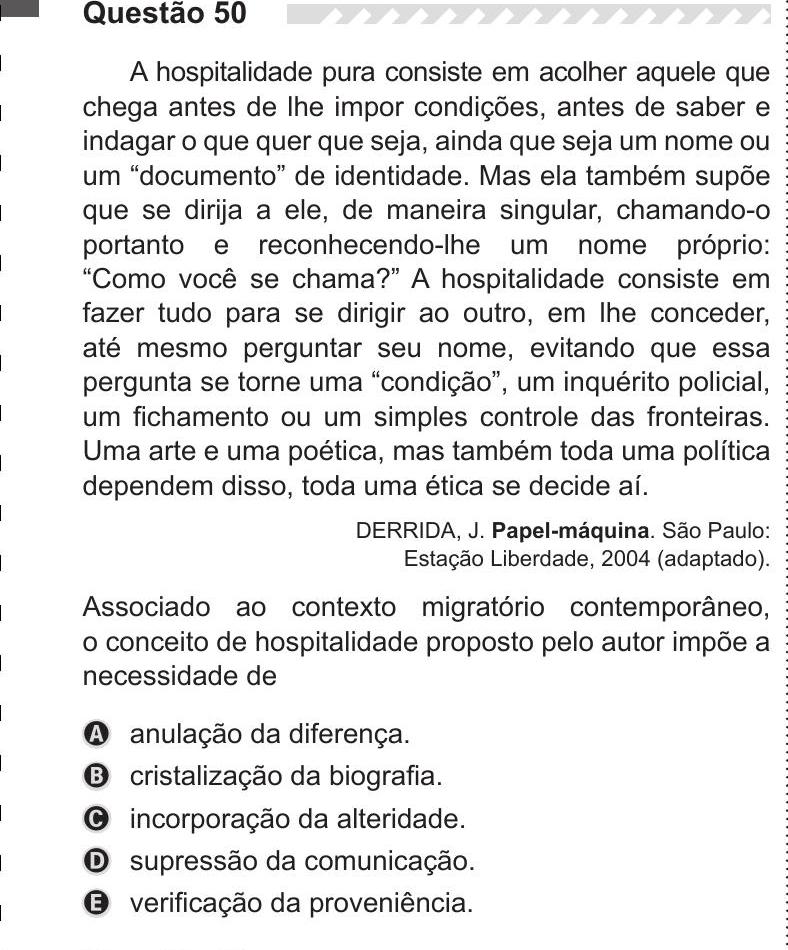 Questão 50
A hospitalidade pura consiste em acolher aquele que
chega antes de lhe impor condições, antes de saber e
indagar o que quer que seja, ainda que seja um nome ou
um “documento” de identidade. Mas ela também supõe
que se dirija a ele, de maneira singular, chamando-o
portanto e reconhecendo-lhe um nome próprio:
“Como você se chama?” A hospitalidade consiste em
fazer tudo para se dirigir ao outro, em lhe conceder,
até mesmo perguntar seu nome, evitando que essa
pergunta se torne uma “condição”, um inquérito policial,
um fichamento ou um simples controle das fronteiras.
Uma arte e uma poética, mas também toda uma política
dependem disso, toda uma ética se decide aí.
DERRIDA, J. Papel-máquina. São Paulo:
Estação Liberdade, 2004 (adaptado).
Associado ao contexto migratório contemporâneo,
o conceito de hospitalidade proposto pelo autor impõe a
necessidade de
A anulação da diferença.
B cristalização da biografia.
C incorporação da alteridade.
D supressão da comunicação.
E verificação da proveniência.